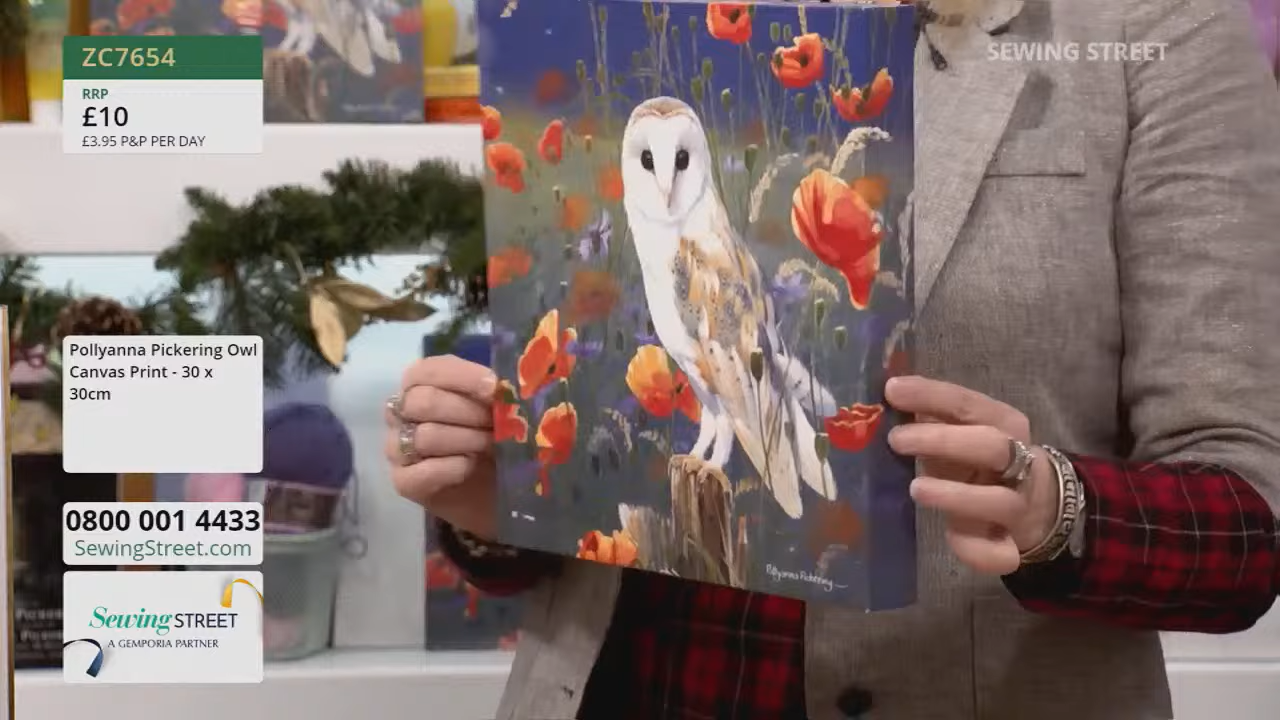 ZC7654
RRP
£10
£3.95 P&P PER DAY
SEWING STREET
Pollyanna Pickering Owl
Canvas Print - 30 x
30cm
0800 001 4433
SewingStreet.com
Sewing STREET
A GEMPORIA PARTNER
Pollyanna Pickering